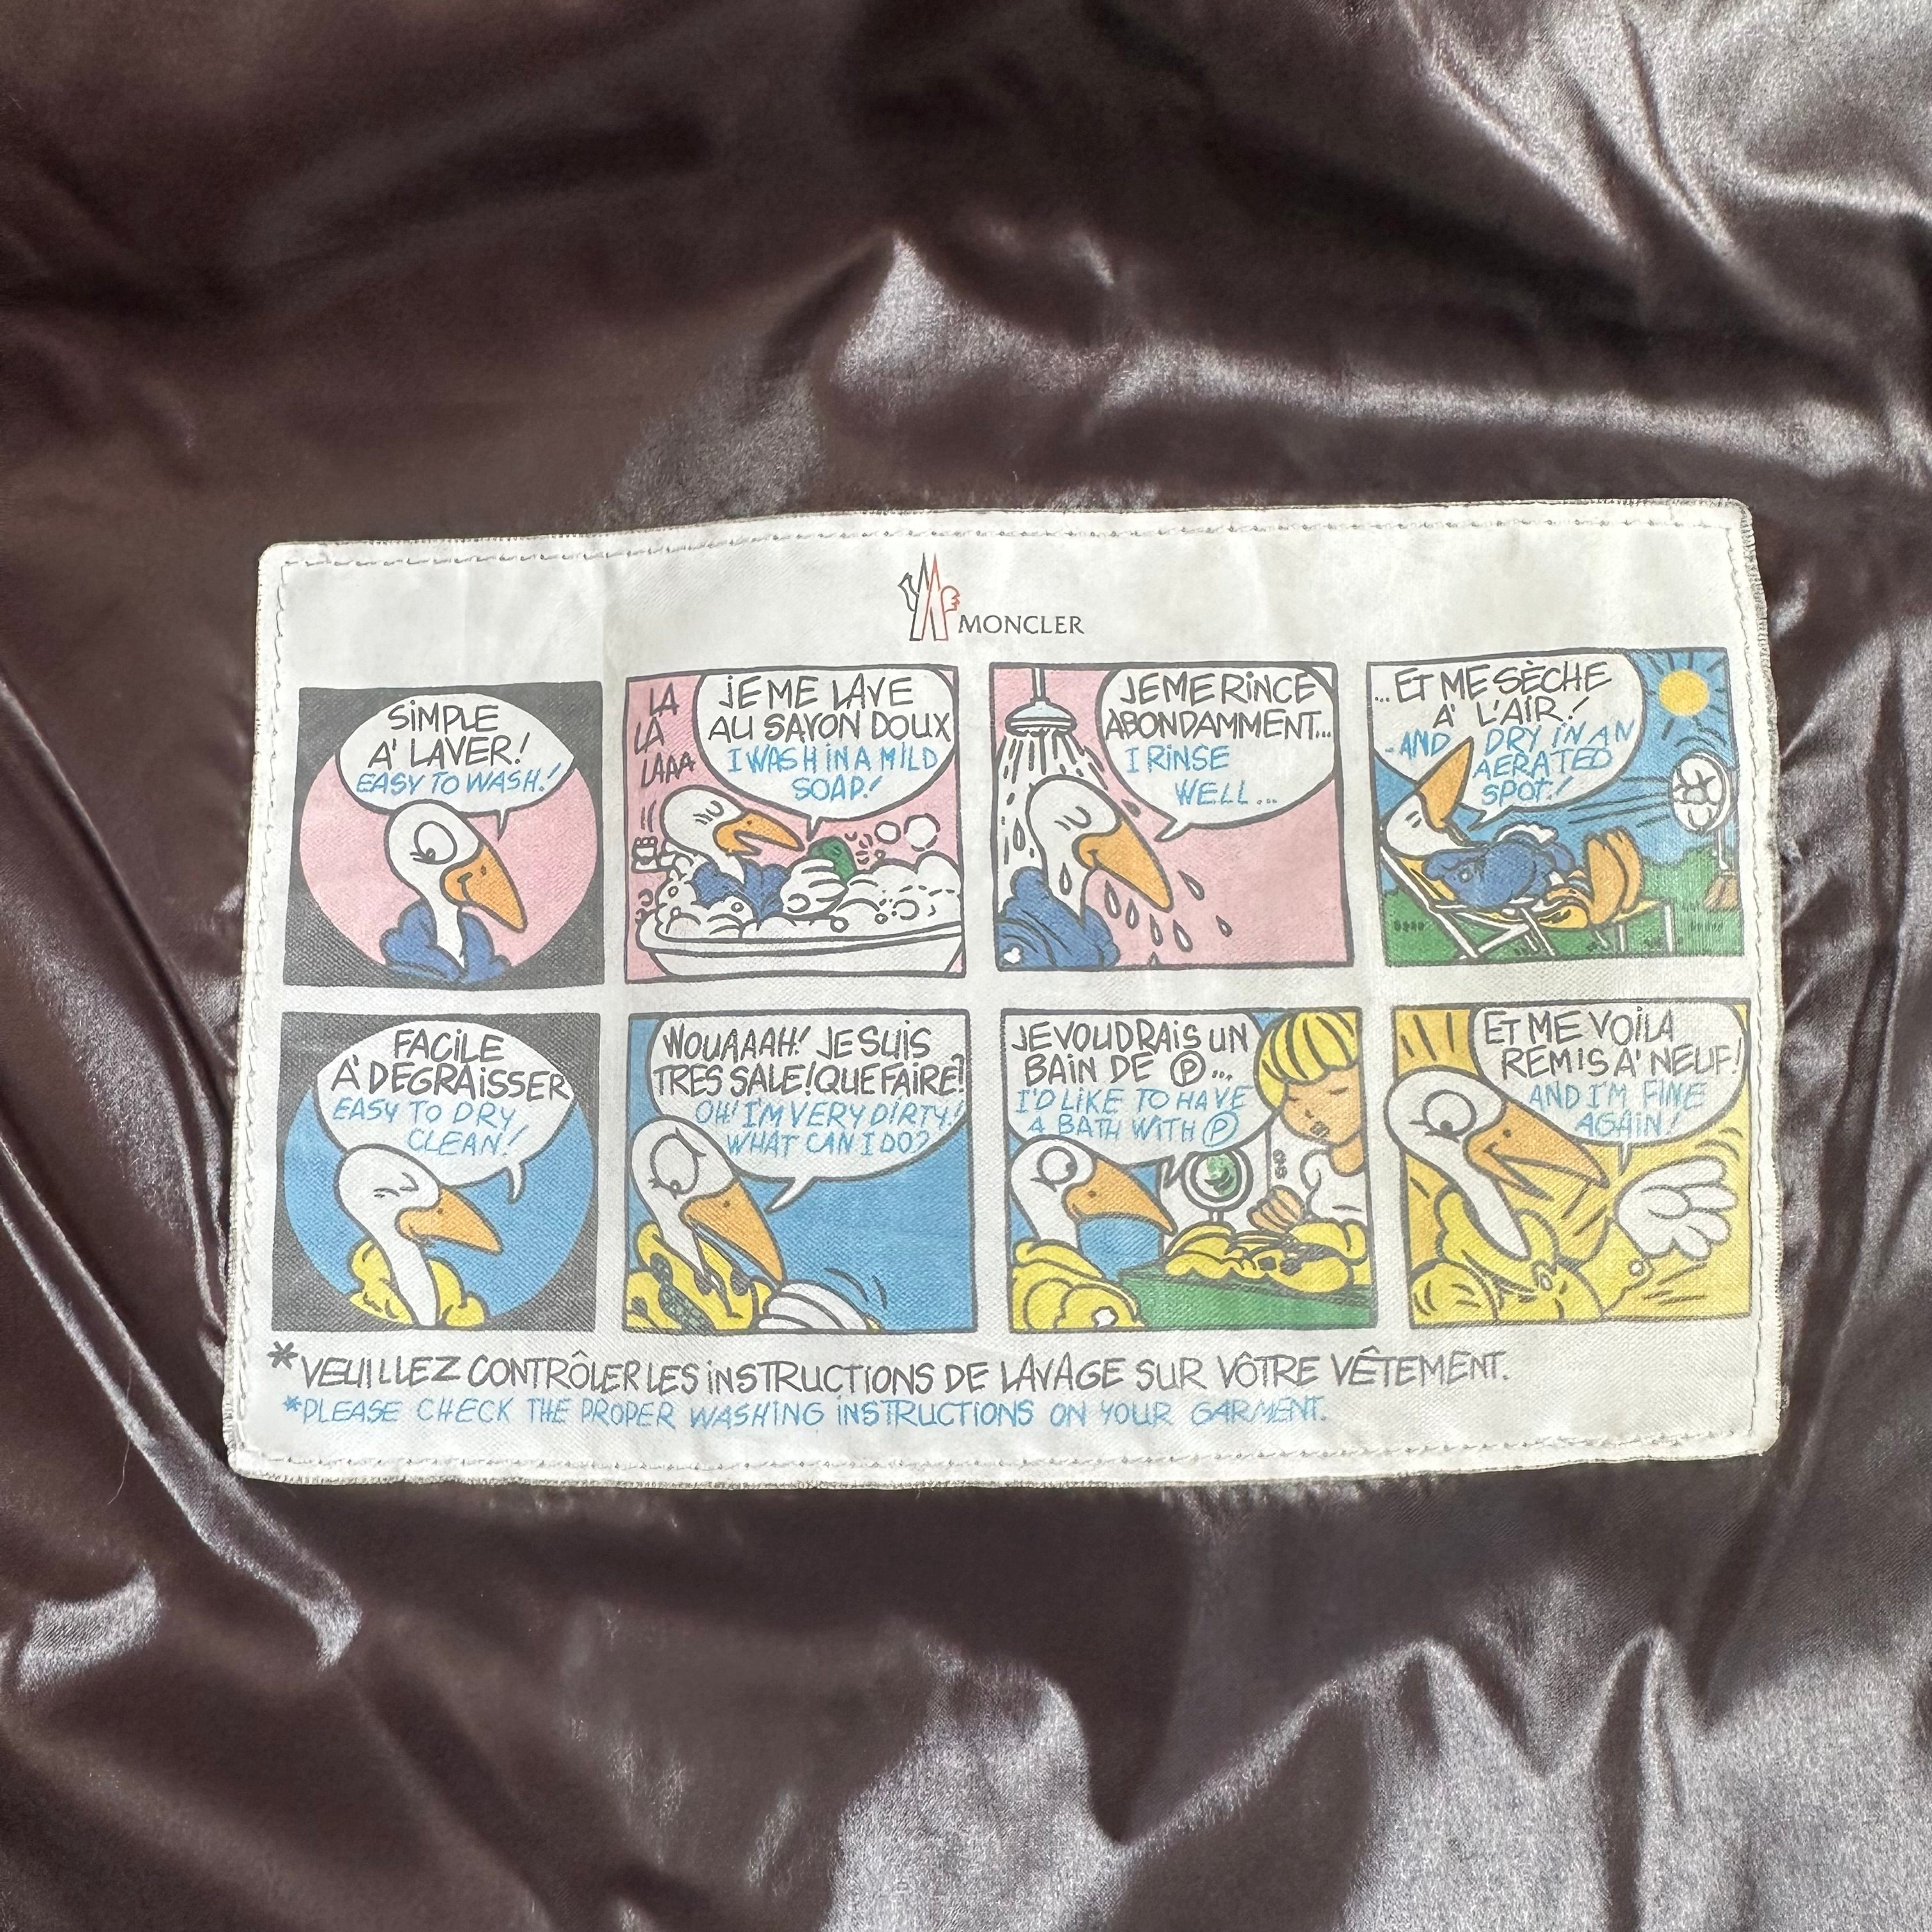 MONCLER
SIMPLE
A' LAVER!
EASY TO WASH!
LA
LA
LAAA
JE ME LAVE
AU SAVON DOUX
I WASH IN A MILD
SOAP!
JE ME RINCE
ABONDAMMENT...
I RINSE
WELL...
...ET ME SÈCHE
A' L'AIR!
.. AND DRY IN AN
AERATED
SPOT!
FACILE
A' DEGRAISSER
EASY TO DRY
CLEAN!
WOUAAAH! JE SUIS
TRES SALE! QUE FAIRE?
OH! I'M VERY DIRTY!
WHAT CAN I DO?
JE VOUDRAIS UN
BAIN DE Ⓟ...
I'D LIKE TO HAVE
A BATH WITH Ⓟ
ET ME VOILA
REMIS A' NEUF!
AND I'M FINE
AGAIN!
*VEUILLEZ CONTRÔLER LES INSTRUCTIONS DE LAVAGE SUR VÔTRE VÊTEMENT.
*PLEASE CHECK THE PROPER WASHING INSTRUCTIONS ON YOUR GARMENT.